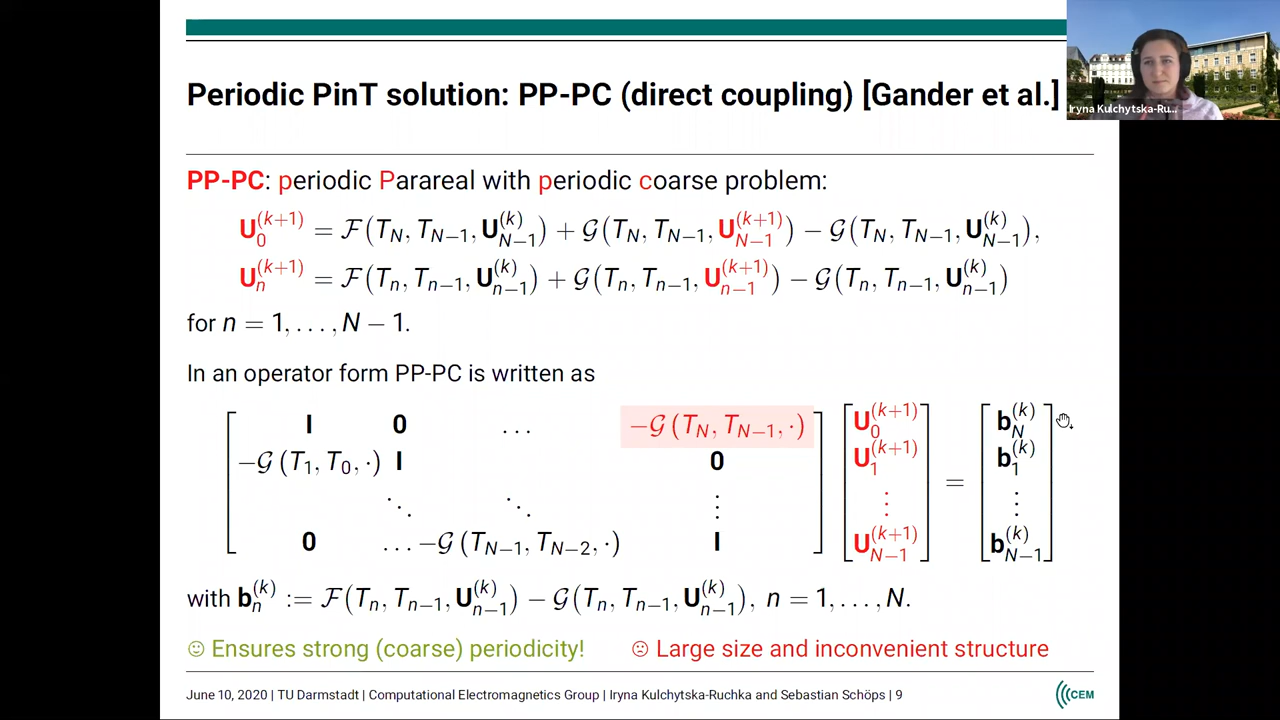 Periodic PinT solution: PP-PC (direct coupling) [Gander et al.]
Iryna Kulchytska-Ru...
PP-PC: periodic Parareal with periodic coarse problem:
U_0^{(k+1)} = 𝓕(T_N, T_{N−1}, U_{N−1}^{(k)}) + 𝓖(T_N, T_{N−1}, U_{N−1}^{(k+1)}) − 𝓖(T_N, T_{N−1}, U_{N−1}^{(k)}),
U_n^{(k+1)} = 𝓕(T_n, T_{n−1}, U_{n−1}^{(k)}) + 𝓖(T_n, T_{n−1}, U_{n−1}^{(k+1)}) − 𝓖(T_n, T_{n−1}, U_{n−1}^{(k)})
for n = 1, . . . , N − 1.
In an operator form PP-PC is written as
I 0 … −𝓖(T_N, T_{N−1}, ·) U_0^{(k+1)} b_N^{(k)}
−𝓖(T_1, T_0, ·) I 0 U_1^{(k+1)} b_1^{(k)}
⋱ ⋱ ⋮ ⋮ = ⋮
0 … −𝓖(T_{N−1}, T_{N−2}, ·) I U_{N−1}^{(k+1)} b_{N−1}^{(k)}
with b_n^{(k)} := 𝓕(T_n, T_{n−1}, U_{n−1}^{(k)}) − 𝓖(T_n, T_{n−1}, U_{n−1}^{(k)}), n = 1, . . . , N.
☺ Ensures strong (coarse) periodicity! ☹ Large size and inconvenient structure
June 10, 2020 | TU Darmstadt | Computational Electromagnetics Group | Iryna Kulchytska-Ruchka and Sebastian Schöps | 9
CEM